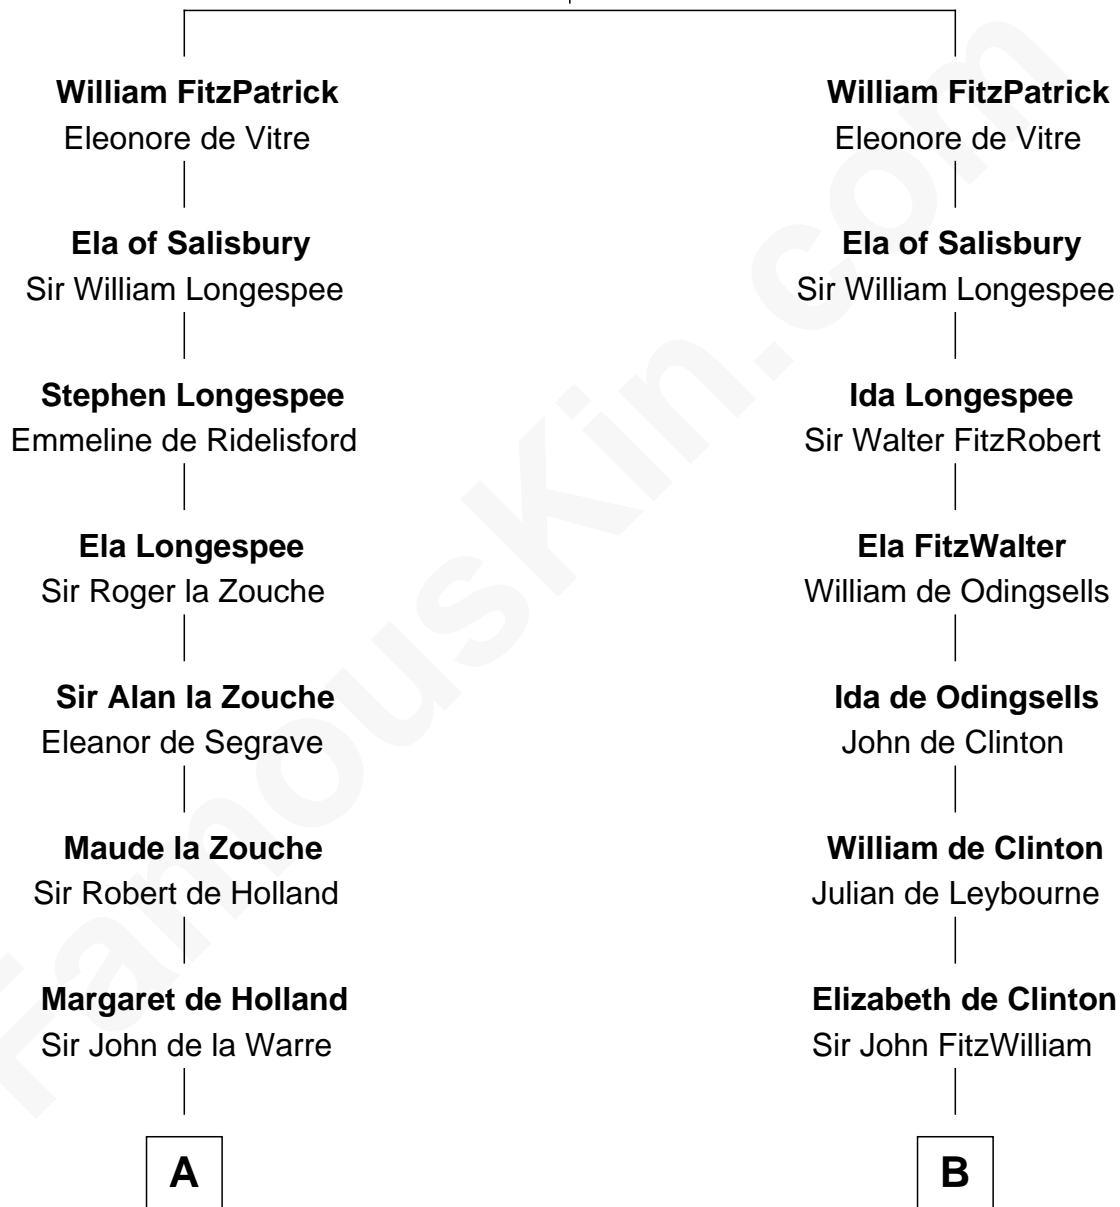 William FitzPatrick
Eleonore de Vitre
Ela of Salisbury
Sir William Longespee
Stephen Longespee
Emmeline de Ridelisford
Ela Longespee
Sir Roger la Zouche
Sir Alan la Zouche
Eleanor de Segrave
Maude la Zouche
Sir Robert de Holland
Margaret de Holland
Sir John de la Warre
A
William FitzPatrick
Eleonore de Vitre
Ela of Salisbury
Sir William Longespee
Ida Longespee
Sir Walter FitzRobert
Ela FitzWalter
William de Odingsells
Ida de Odingsells
John de Clinton
William de Clinton
Julian de Leybourne
Elizabeth de Clinton
Sir John FitzWilliam
B
FamousKin.com